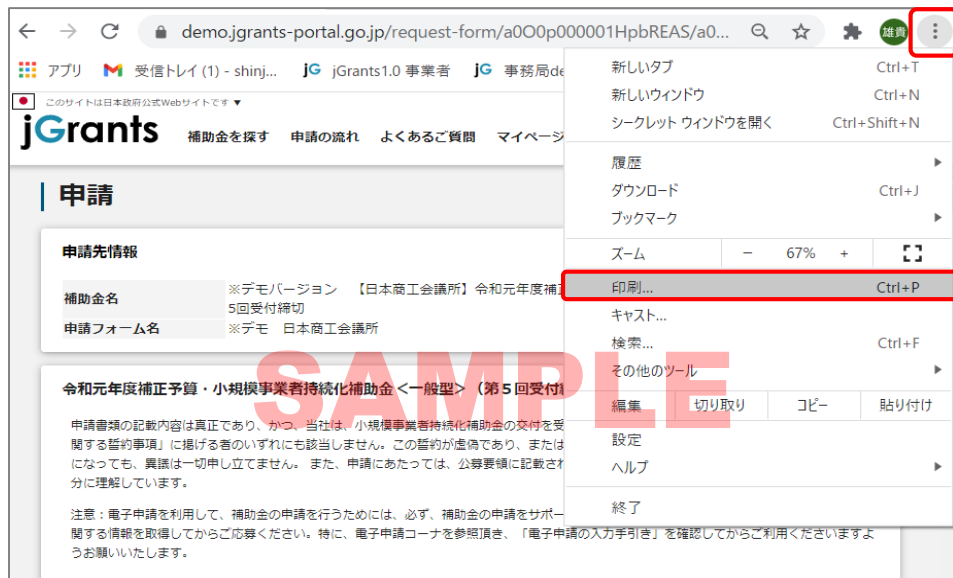 demo.jgrants-portal.go.jp/request-form/a0O0p000001HpbREAS/a0...
雄貴
アプリ 受信トレイ (1) - shinj... jG jGrants1.0 事業者 jG 事務局de
このサイトは日本政府公式Webサイトです ▼
jGrants 補助金を探す 申請の流れ よくあるご質問 マイページ
申請
申請先情報
補助金名 ※デモバージョン 【日本商工会議所】令和元年度補正
5回受付締切
申請フォーム名 ※デモ 日本商工会議所
SAMPLE
令和元年度補正予算・小規模事業者持続化補助金<一般型>(第5回受付
申請書類の記載内容は真正であり、かつ、当社は、小規模事業者持続化補助金の交付を受
関する誓約事項」に掲げる者のいずれにも該当しません。この誓約が虚偽であり、または
になっても、異議は一切申し立てません。 また、申請にあたっては、公募要領に記載され
分に理解しています。
注意:電子申請を利用して、補助金の申請を行うためには、必ず、補助金の申請をサポー
関する情報を取得してからご応募ください。特に、電子申請コーナを参照頂き、「電子申請の入力手引き」を確認してからご利用くださいますよ
うお願いいたします。
新しいタブ Ctrl+T
新しいウィンドウ Ctrl+N
シークレット ウィンドウを開く Ctrl+Shift+N
履歴
ダウンロード Ctrl+J
ブックマーク
ズーム - 67% +
印刷... Ctrl+P
キャスト...
検索... Ctrl+F
その他のツール
編集 切り取り コピー 貼り付け
設定
ヘルプ
終了